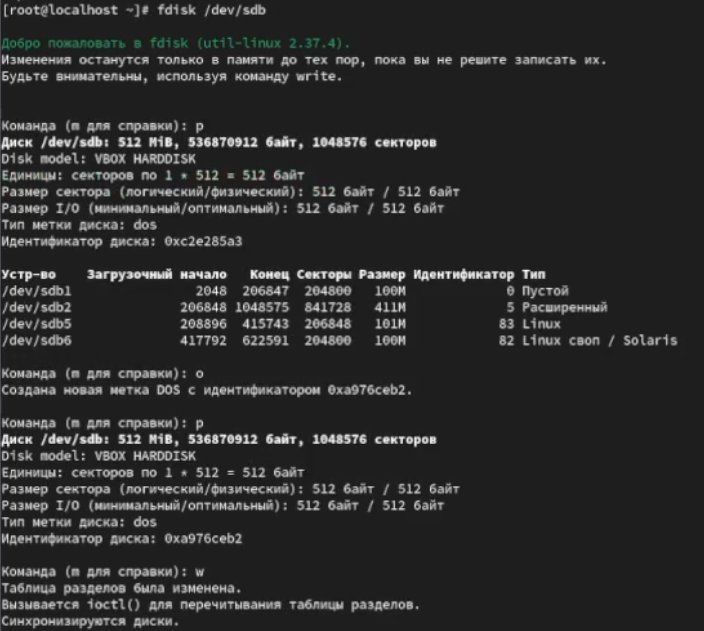 [root@localhost ~]# fdisk /dev/sdb
Добро пожаловать в fdisk (util-linux 2.37.4).
Изменения останутся только в памяти до тех пор, пока вы не решите записать их.
Будьте внимательны, используя команду write.
Команда (m для справки): p
Диск /dev/sdb: 512 MiB, 536870912 байт, 1048576 секторов
Disk model: VBOX HARDDISK
Единицы: секторов по 1 * 512 = 512 байт
Размер сектора (логический/физический): 512 байт / 512 байт
Размер I/O (минимальный/оптимальный): 512 байт / 512 байт
Тип метки диска: dos
Идентификатор диска: 0xc2e285a3
Устр-во Загрузочный начало Конец Секторы Размер Идентификатор Тип
/dev/sdb1 2048 206847 204800 100M 0 Пустой
/dev/sdb2 206848 1048575 841728 411M 5 Расширенный
/dev/sdb5 208896 415743 206848 101M 83 Linux
/dev/sdb6 417792 622591 204800 100M 82 Linux своп / Solaris
Команда (m для справки): o
Создана новая метка DOS с идентификатором 0xa976ceb2.
Команда (m для справки): p
Диск /dev/sdb: 512 MiB, 536870912 байт, 1048576 секторов
Disk model: VBOX HARDDISK
Единицы: секторов по 1 * 512 = 512 байт
Размер сектора (логический/физический): 512 байт / 512 байт
Размер I/O (минимальный/оптимальный): 512 байт / 512 байт
Тип метки диска: dos
Идентификатор диска: 0xa976ceb2
Команда (m для справки): w
Таблица разделов была изменена.
Вызывается ioctl() для перечитывания таблицы разделов.
Синхронизируются диски.